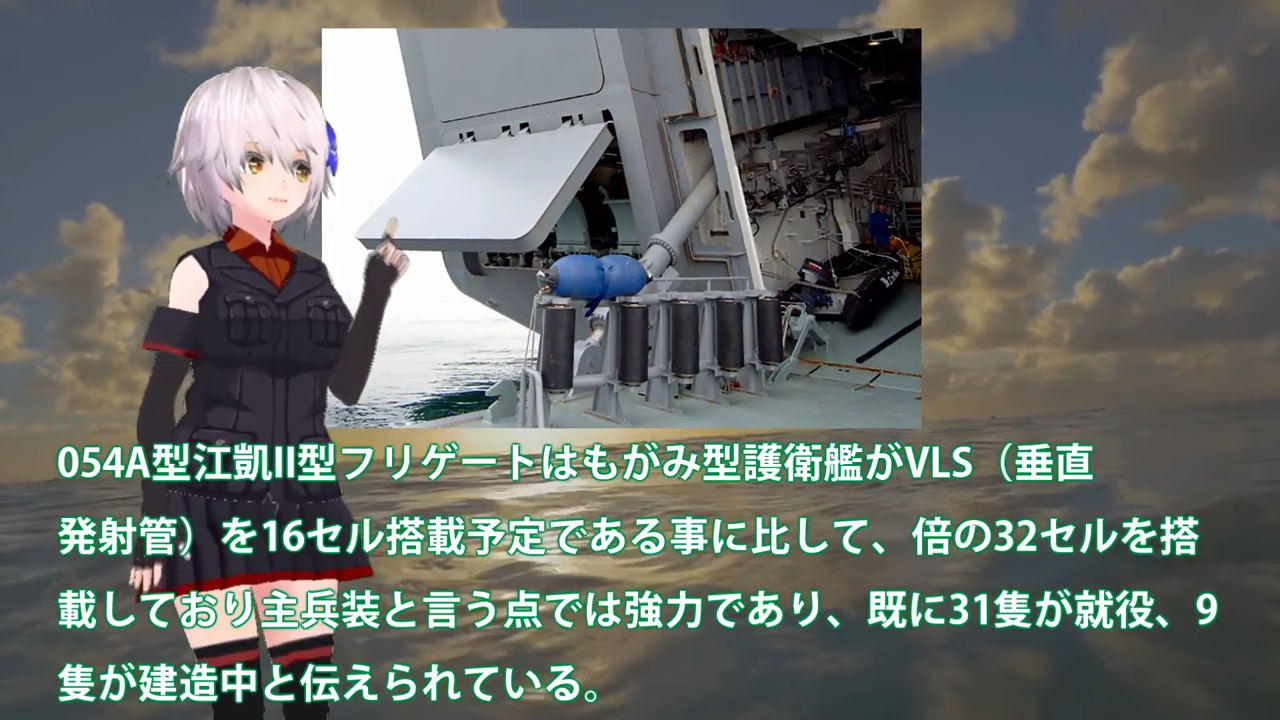 054A型江凱II型フリゲートはもがみ型護衛艦がVLS（垂直
発射管）を16セル搭載予定である事に比して、倍の32セルを搭
載しており主兵装と言う点では強力であり、既に31隻が就役、9
隻が建造中と伝えられている。